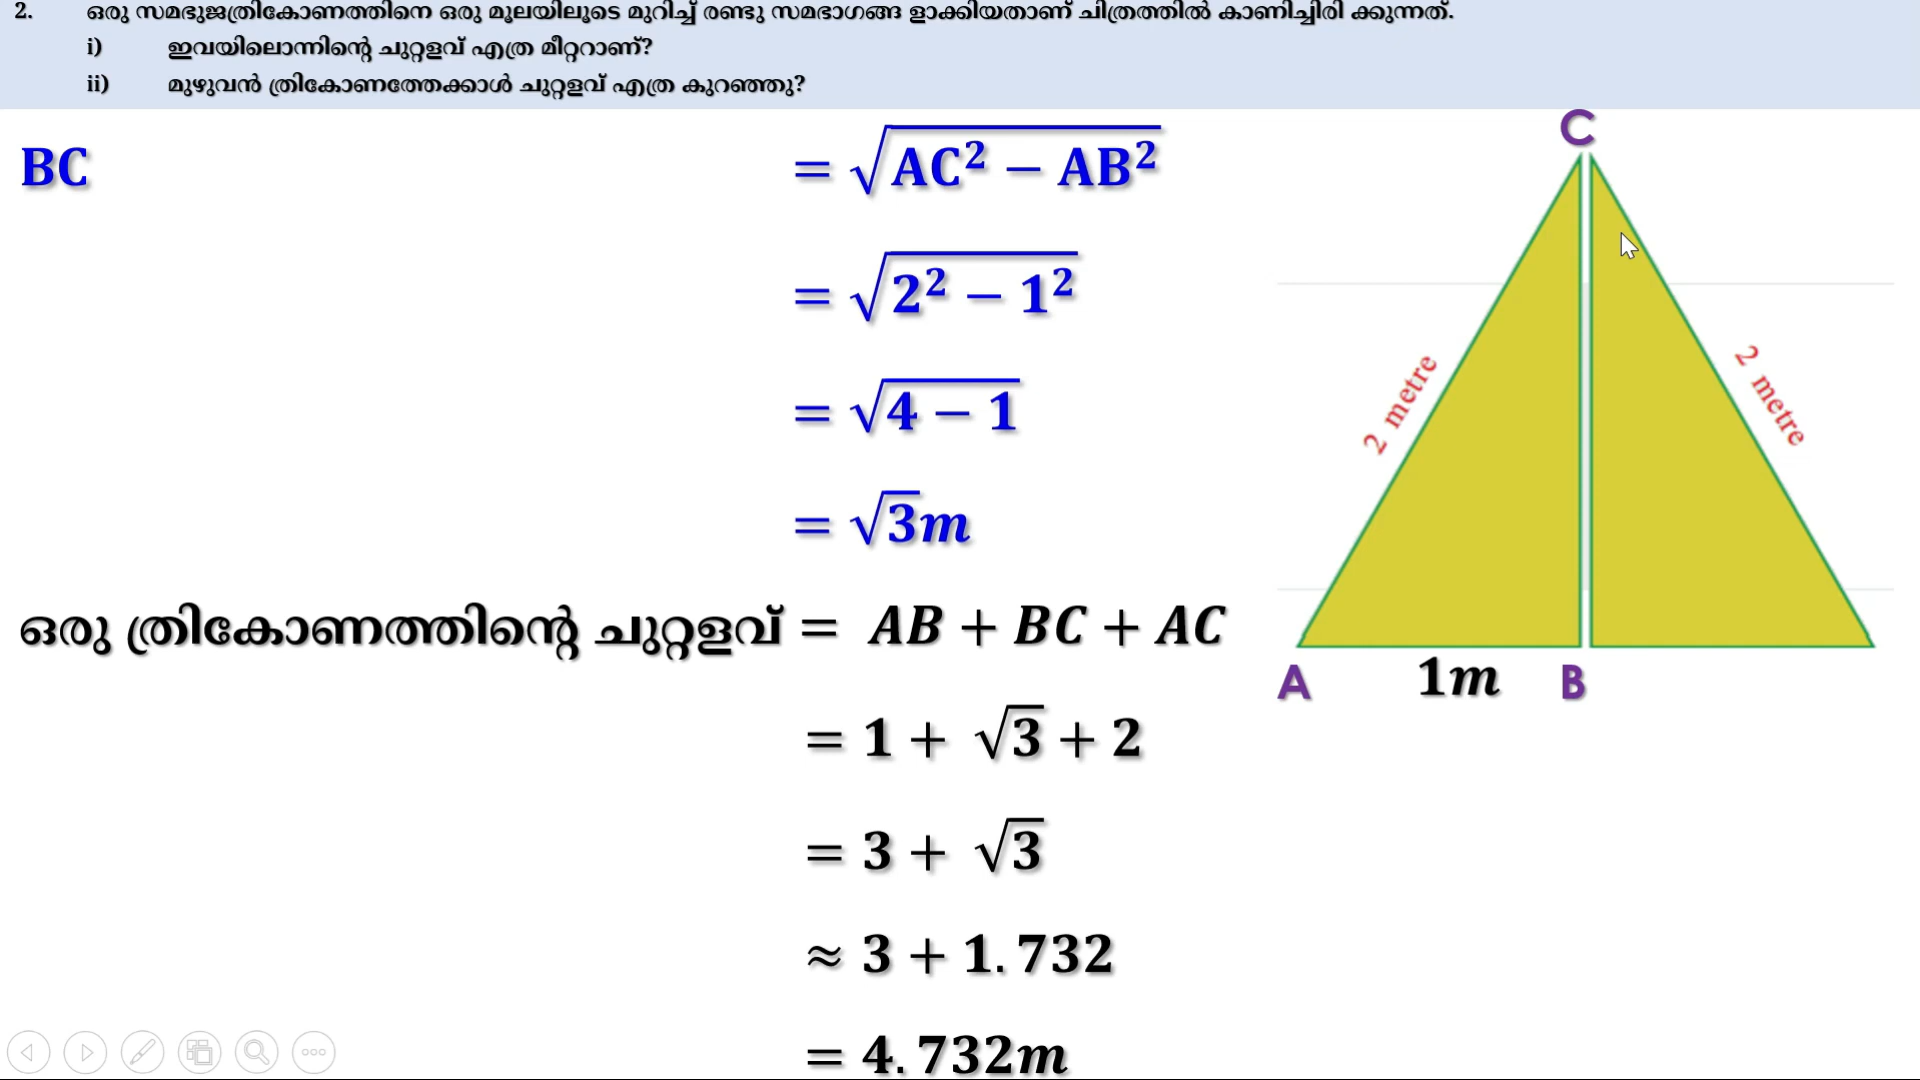 2. ഒരു സമഭുജത്രികോണത്തിനെ ഒരു മൂലയിലൂടെ മുറിച്ച് രണ്ടു സമഭാഗങ്ങ ളാക്കിയതാണ് ചിത്രത്തിൽ കാണിച്ചിരി ക്കുന്നത്.
i) ഇവയിലൊന്നിന്റെ ചുറ്റളവ് എത്ര മീറ്ററാണ്?
ii) മുഴുവൻ ത്രികോണത്തേക്കാൾ ചുറ്റളവ് എത്ര കുറഞ്ഞു?
BC = √(AC² − AB²)
= √(2² − 1²)
= √(4 − 1)
= √3m
ഒരു ത്രികോണത്തിന്റെ ചുറ്റളവ് = AB + BC + AC
= 1 + √3 + 2
= 3 + √3
≈ 3 + 1.732
= 4.732m
C
2 metre
2 metre
A 1m B